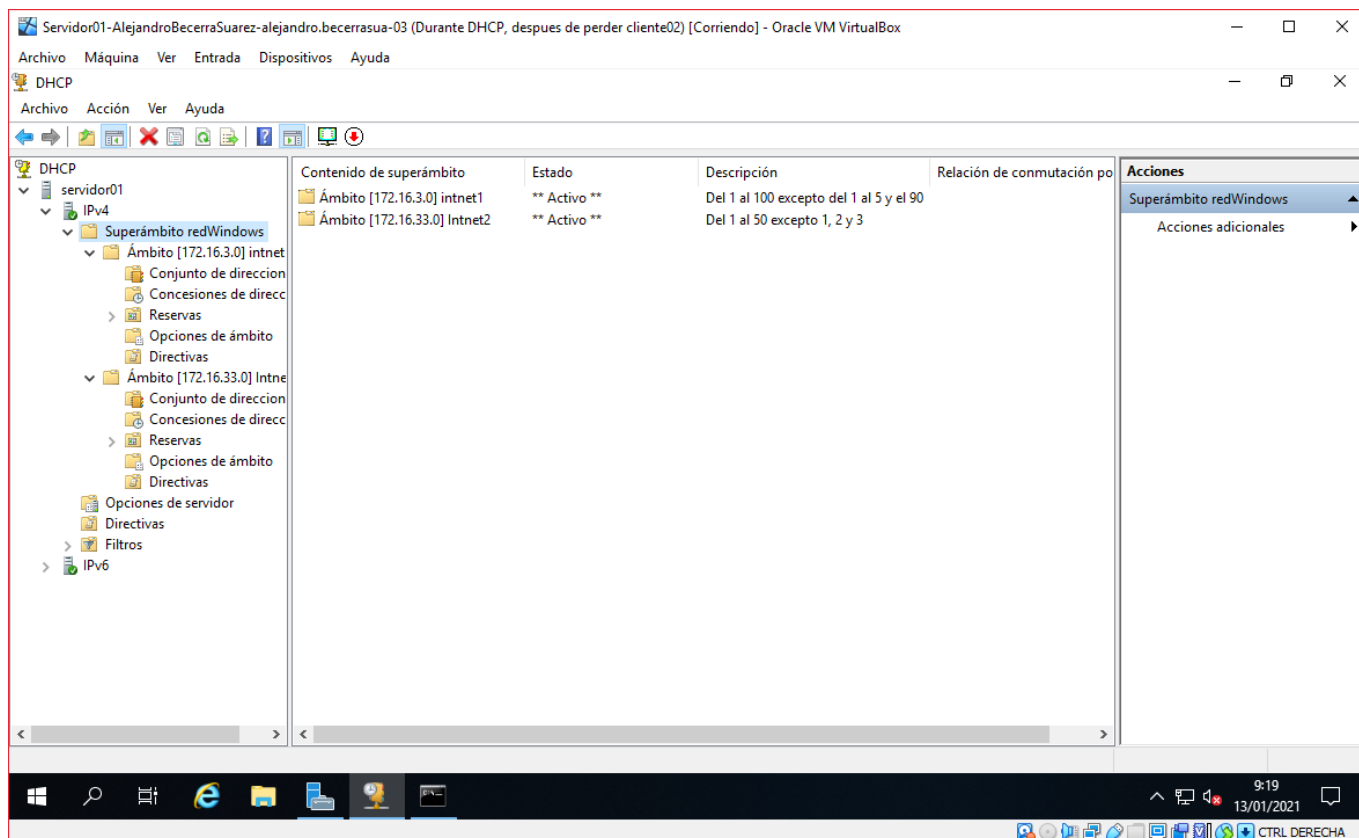 Servidor01-AlejandroBecerraSuarez-alejandro.becerrasua-03 (Durante DHCP, despues de perder cliente02) [Corriendo] - Oracle VM VirtualBox
Archivo Máquina Ver Entrada Dispositivos Ayuda
DHCP
Archivo Acción Ver Ayuda
DHCP
servidor01
IPv4
Superámbito redWindows
Ámbito [172.16.3.0] intnet
Conjunto de direccion
Concesiones de direcc
Reservas
Opciones de ámbito
Directivas
Ámbito [172.16.33.0] Intne
Conjunto de direccion
Concesiones de direcc
Reservas
Opciones de ámbito
Directivas
Opciones de servidor
Directivas
Filtros
IPv6
Contenido de superámbito Estado Descripción Relación de conmutación po
Ámbito [172.16.3.0] intnet1 ** Activo ** Del 1 al 100 excepto del 1 al 5 y el 90
Ámbito [172.16.33.0] Intnet2 ** Activo ** Del 1 al 50 excepto 1, 2 y 3
Acciones
Superámbito redWindows
Acciones adicionales
9:19
13/01/2021
CTRL DERECHA